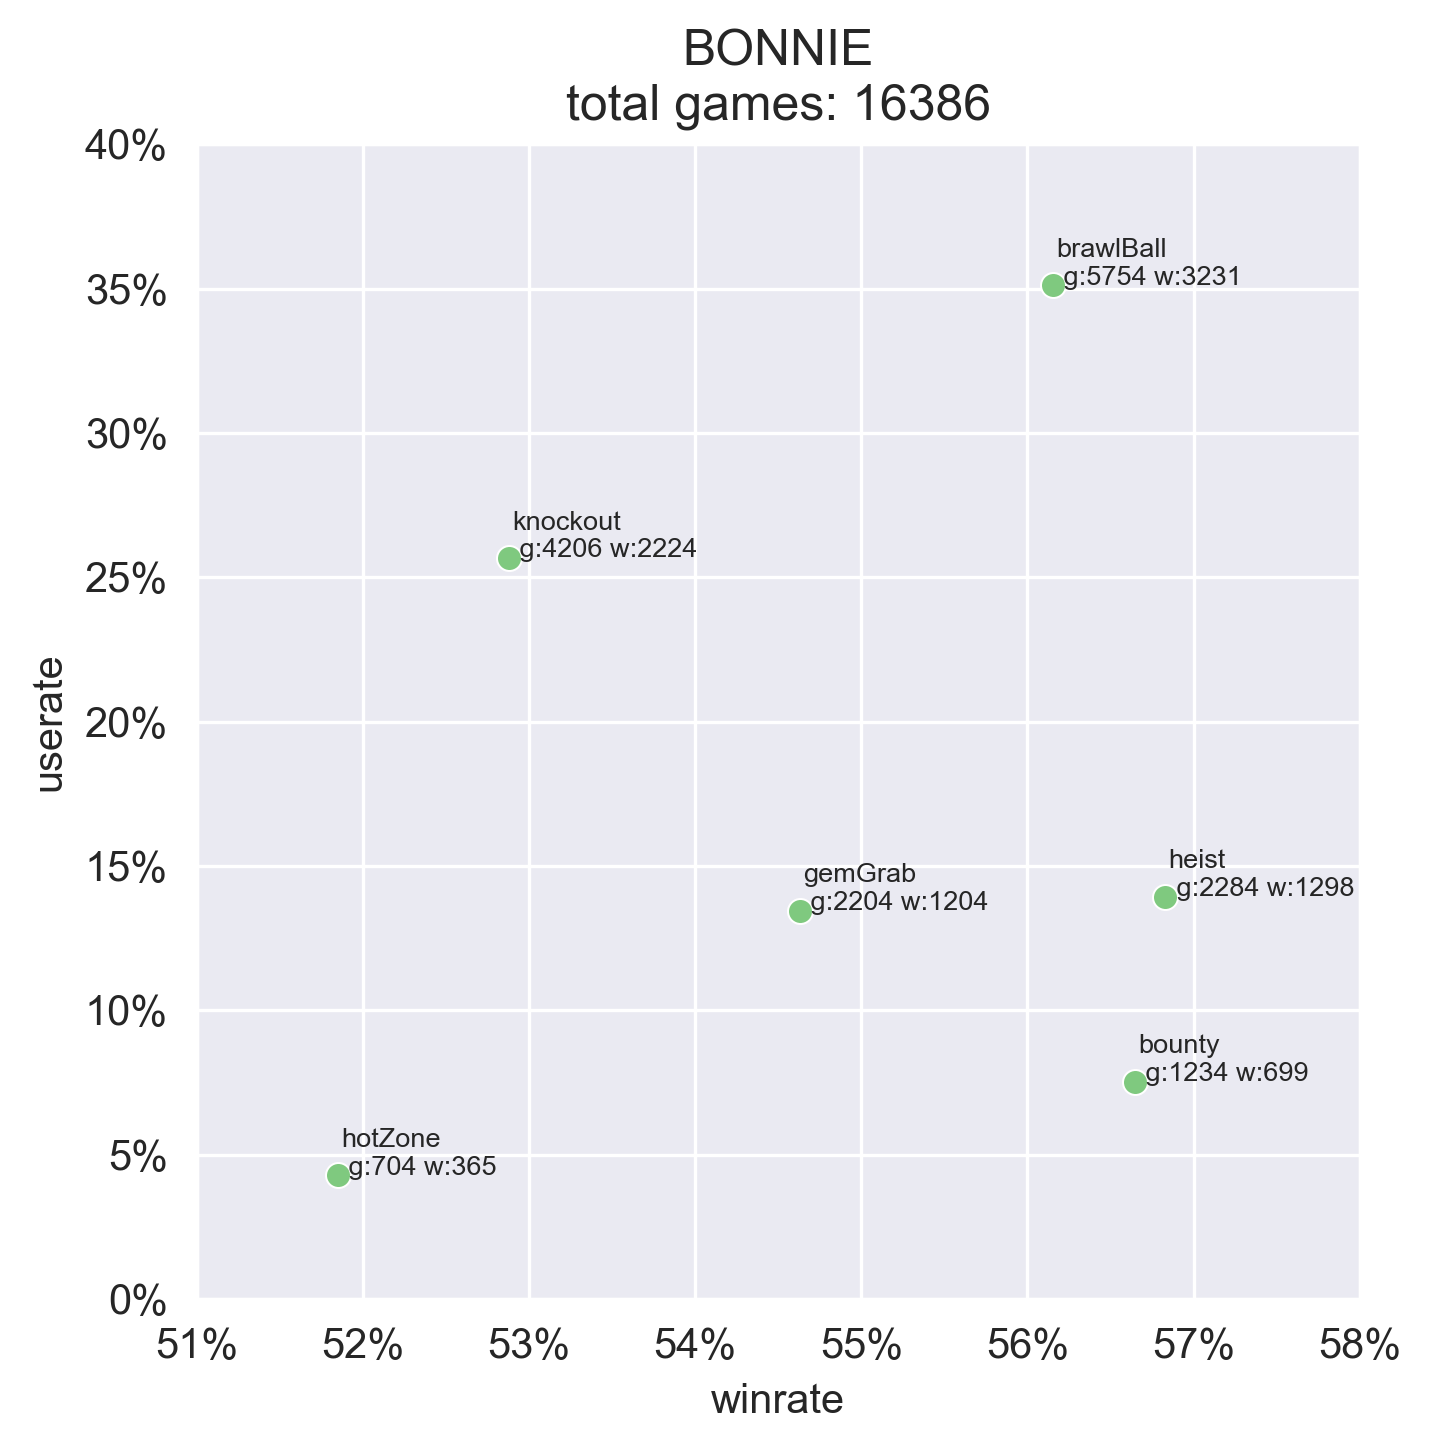 BONNIE
total games: 16386
40%
35%
30%
25%
20%
15%
10%
5%
0%
userate
brawlBall
g:5754 w:3231
knockout
g:4206 w:2224
heist
g:2284 w:1298
gemGrab
g:2204 w:1204
bounty
g:1234 w:699
hotZone
g:704 w:365
51% 52% 53% 54% 55% 56% 57% 58%
winrate